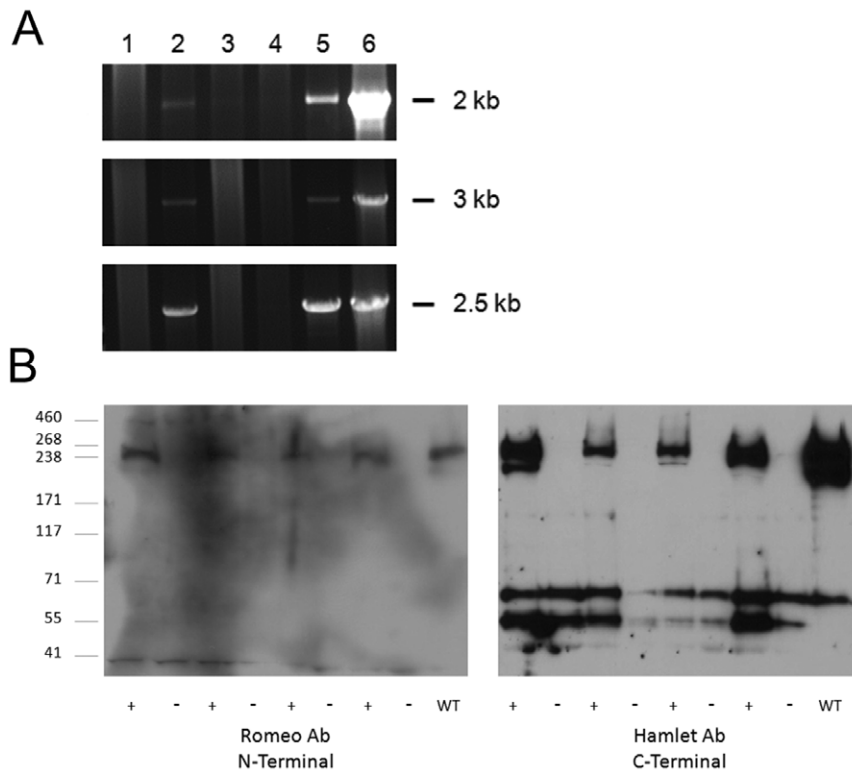 A
1 2 3 4 5 6
2 kb
3 kb
2.5 kb
B
460
268
238
171
117
71
55
41
+ - + - + - + - WT
Romeo Ab
N-Terminal
+ - + - + - + - WT
Hamlet Ab
C-Terminal